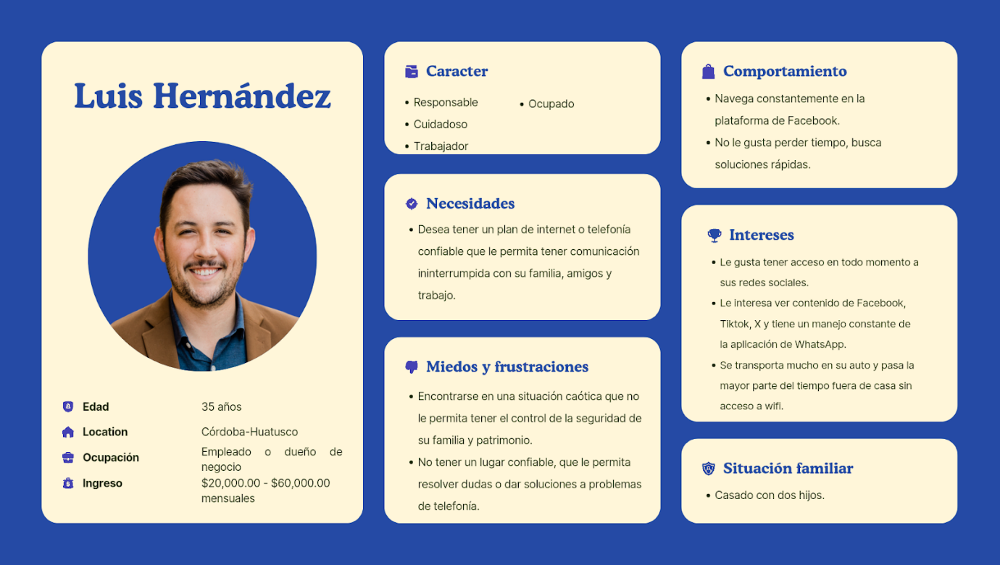 Luis Hernández
Edad 35 años
Location Córdoba-Huatusco
Ocupación Empleado o dueño de
negocio
Ingreso $20,000.00 - $60,000.00
mensuales
Caracter
• Responsable
• Cuidadoso
• Trabajador
• Ocupado
Necesidades
• Desea tener un plan de internet o telefonía
confiable que le permita tener comunicación
ininterrumpida con su familia, amigos y
trabajo.
Miedos y frustraciones
• Encontrarse en una situación caótica que no
le permita tener el control de la seguridad de
su familia y patrimonio.
• No tener un lugar confiable, que le permita
resolver dudas o dar soluciones a problemas
de telefonía.
Comportamiento
• Navega constantemente en la
plataforma de Facebook.
• No le gusta perder tiempo, busca
soluciones rápidas.
Intereses
• Le gusta tener acceso en todo momento a
sus redes sociales.
• Le interesa ver contenido de Facebook,
Tiktok, X y tiene un manejo constante de
la aplicación de WhatsApp.
• Se transporta mucho en su auto y pasa la
mayor parte del tiempo fuera de casa sin
acceso a wifi.
Situación familiar
• Casado con dos hijos.